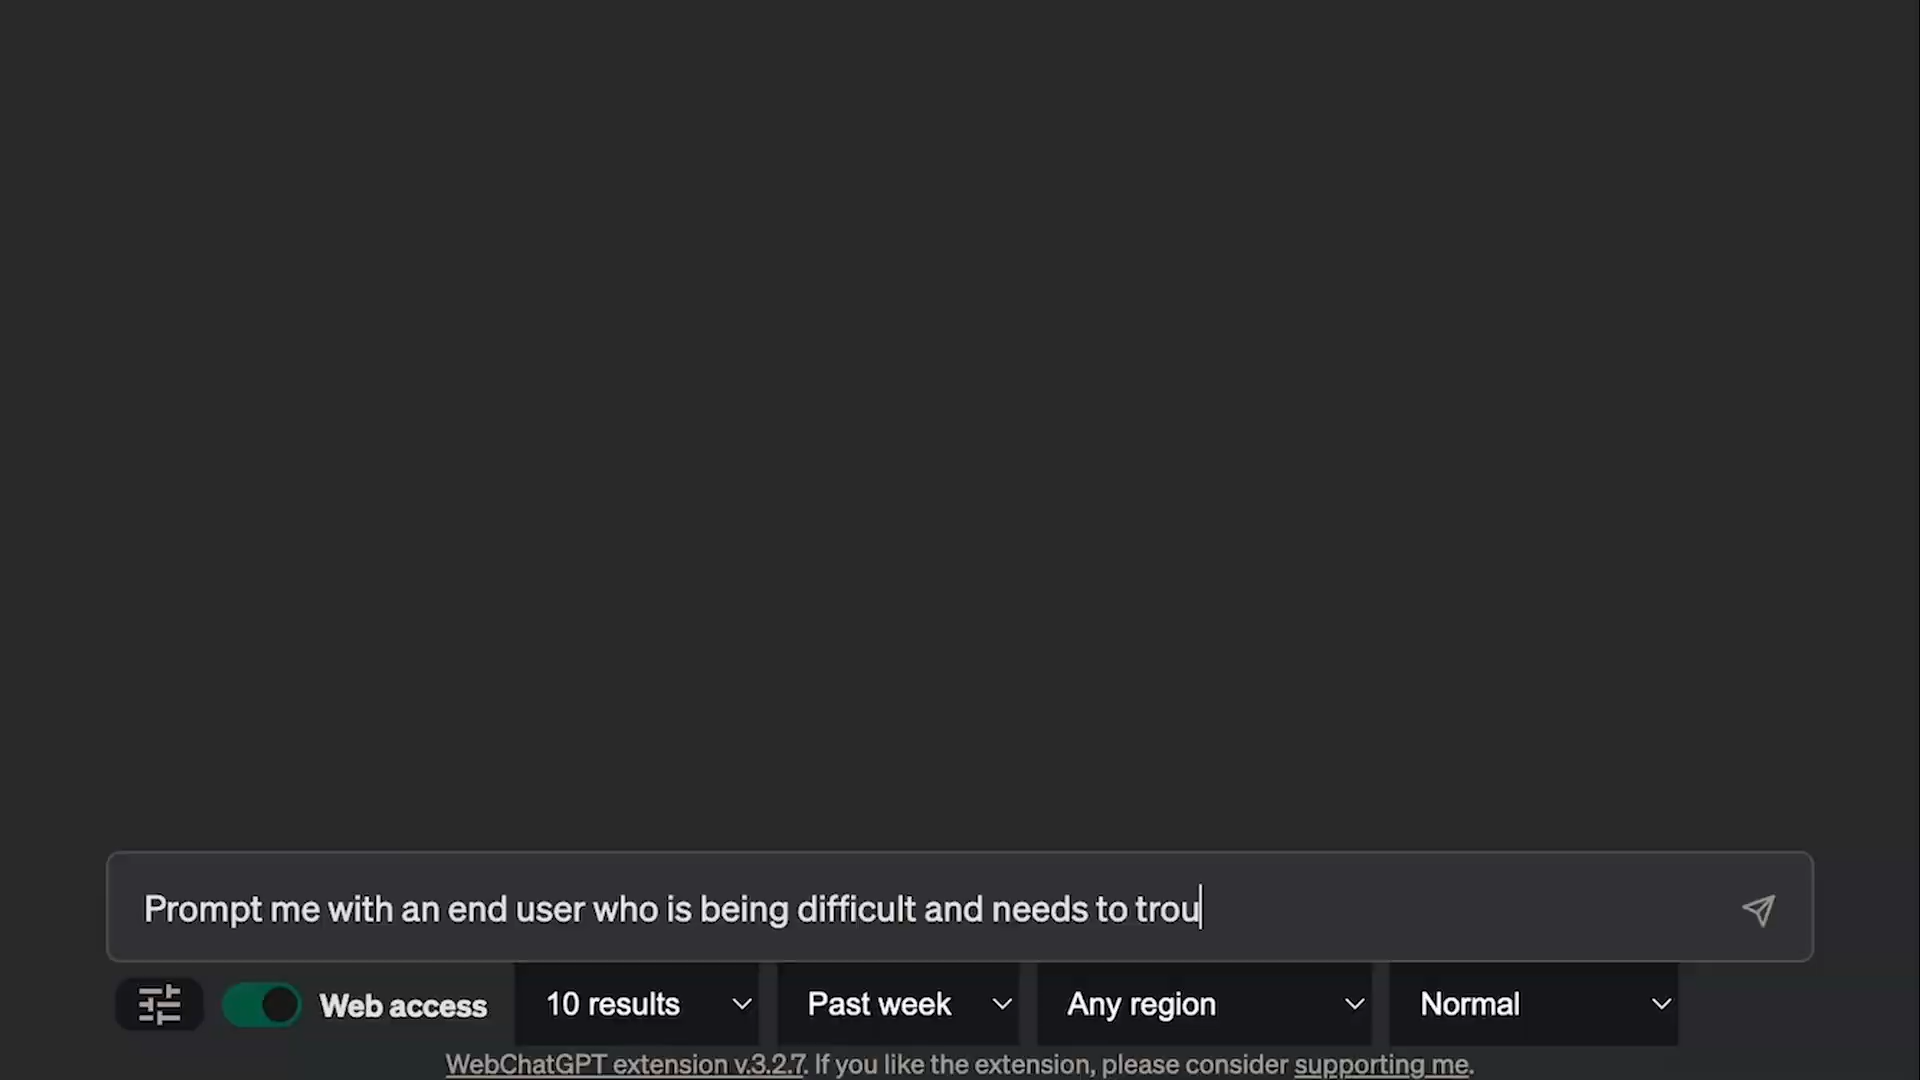 Prompt me with an end user who is being difficult and needs to trou
Web access
10 results
Past week
Any region
Normal
WebChatGPT extension v.3.2.7. If you like the extension, please consider supporting me.